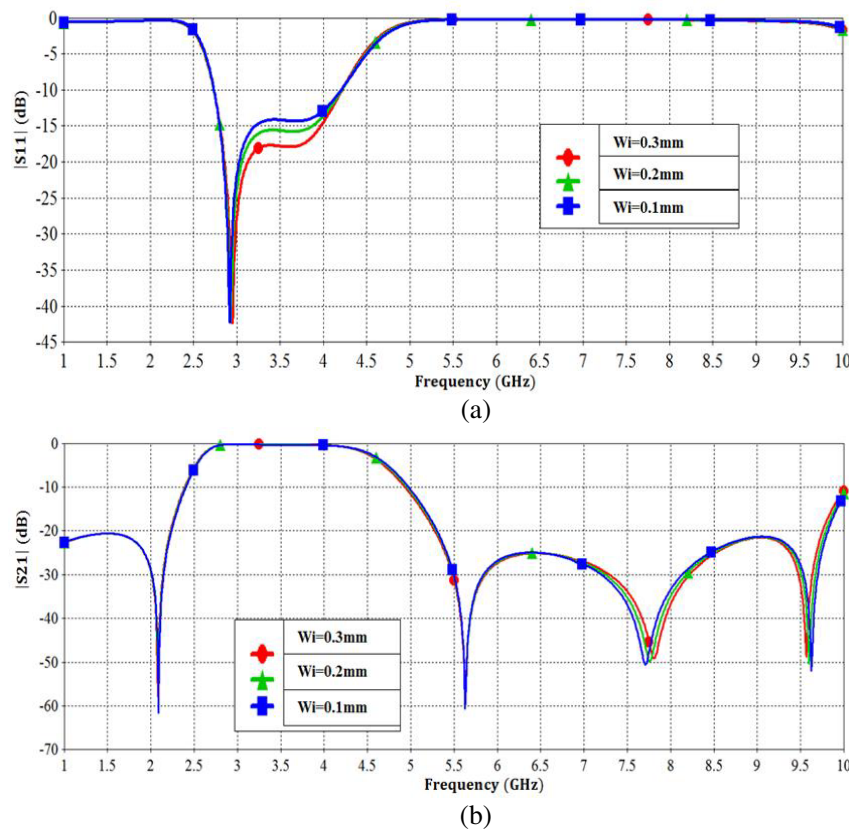 0
-5
-10
-15
-20
-25
-30
-35
-40
-45
|S11| (dB)
Wi=0.3mm
Wi=0.2mm
Wi=0.1mm
1 1.5 2 2.5 3 3.5 4 4.5 5 5.5 6 6.5 7 7.5 8 8.5 9 9.5 10
Frequency (GHz)
(a)
0
-10
-20
-30
-40
-50
-60
-70
|S21| (dB)
Wi=0.3mm
Wi=0.2mm
Wi=0.1mm
1 1.5 2 2.5 3 3.5 4 4.5 5 5.5 6 6.5 7 7.5 8 8.5 9 9.5 10
Frequency (GHz)
(b)